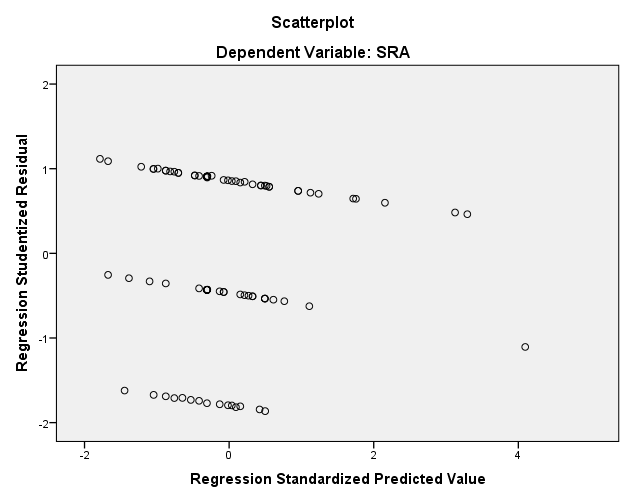 Scatterplot
Dependent Variable: SRA
Regression Studentized Residual
2
1
0
-1
-2
-2
0
2
4
Regression Standardized Predicted Value